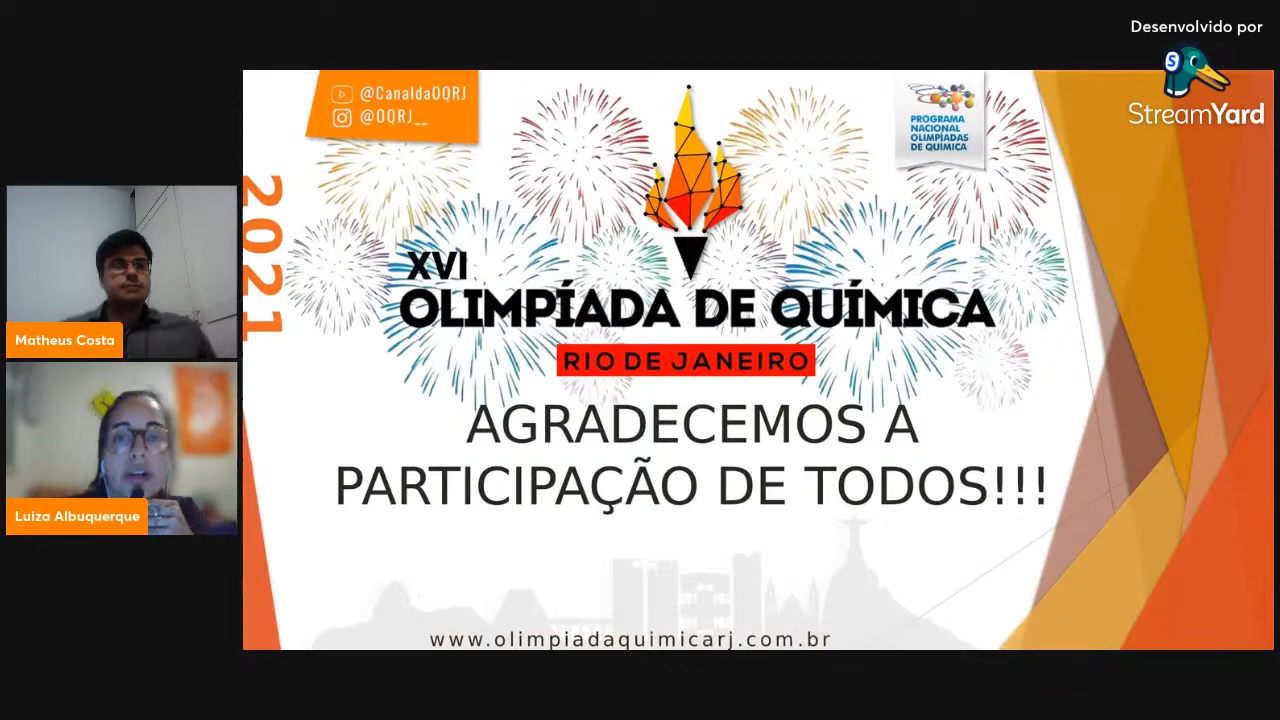 Desenvolvido por
StreamYard
@CanaldaOQRJ
@OQRJ__
PROGRAMA
NACIONAL
OLIMPÍADAS
DE QUÍMICA
2021
XVI
OLIMPÍADA DE QUÍMICA
RIO DE JANEIRO
AGRADECEMOS A
PARTICIPAÇÃO DE TODOS!!!
www.olimpiadaquimicarj.com.br
Matheus Costa
Luiza Albuquerque